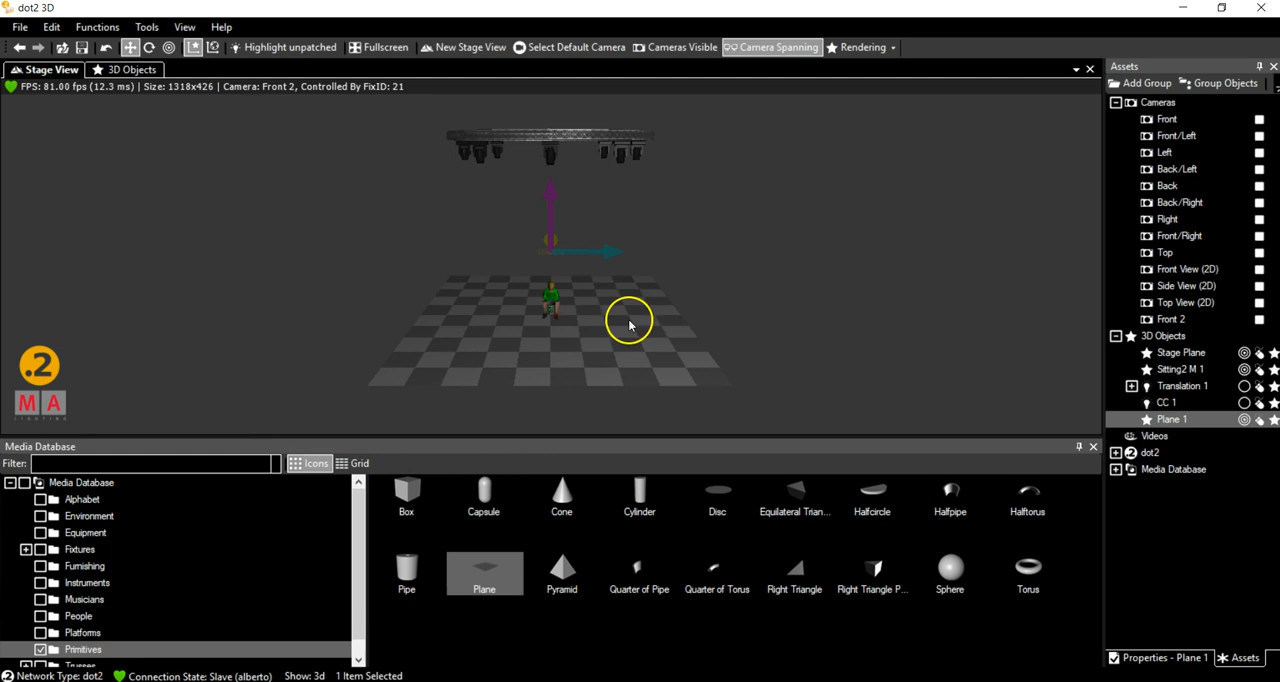 dot2 3D
File Edit Functions Tools View Help
Highlight unpatched Fullscreen New Stage View Select Default Camera Cameras Visible Camera Spanning Rendering
Stage View 3D Objects
FPS: 81.00 fps (12.3 ms) | Size: 1318x426 | Camera: Front 2, Controlled By FixID: 21
.2
MA
LIGHTING
Assets
Add Group Group Objects
Cameras
Front
Front/Left
Left
Back/Left
Back
Back/Right
Right
Front/Right
Top
Front View (2D)
Side View (2D)
Top View (2D)
Front 2
3D Objects
Stage Plane
Sitting2 M 1
Translation 1
CC 1
Plane 1
Videos
dot2
Media Database
Properties - Plane 1 Assets
Media Database
Filter: Icons Grid
Media Database
Alphabet
Environment
Equipment
Fixtures
Furnishing
Instruments
Musicians
People
Platforms
Primitives
Trusses
Box Capsule Cone Cylinder Disc Equilateral Trian... Halfcircle Halfpipe Halftorus
Pipe Plane Pyramid Quarter of Pipe Quarter of Torus Right Triangle Right Triangle P... Sphere Torus
Network Type: dot2 Connection State: Slave (alberto) Show: 3d 1 Item Selected